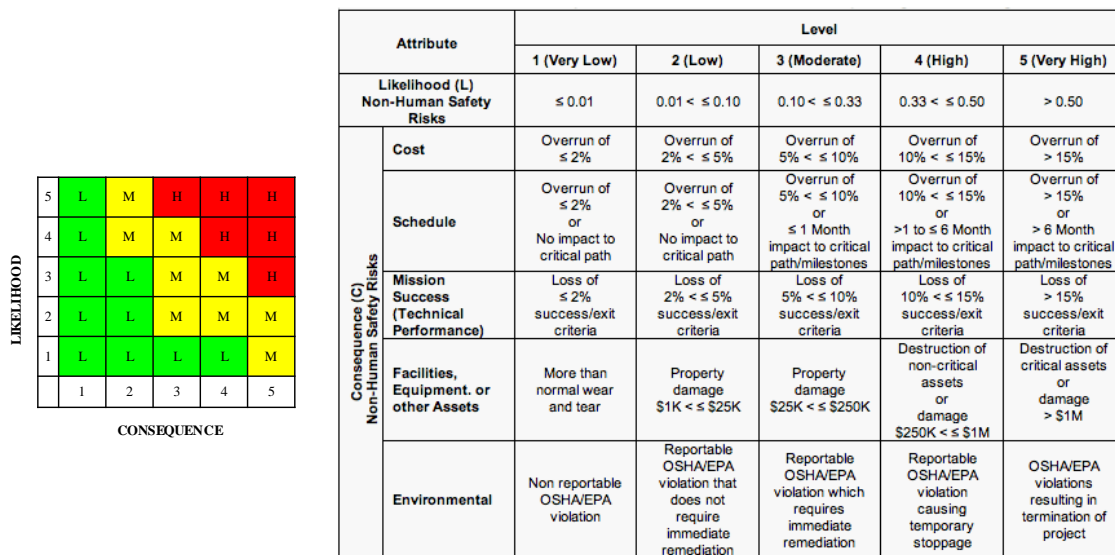 LIKELIHOOD
5 L M H H H
4 L M M H H
3 L L M M H
2 L L M M M
1 L L L L M
1 2 3 4 5
CONSEQUENCE
Attribute
Level
1 (Very Low) 2 (Low) 3 (Moderate) 4 (High) 5 (Very High)
Likelihood (L)
Non-Human Safety
Risks
≤ 0.01 0.01 < ≤ 0.10 0.10 < ≤ 0.33 0.33 < ≤ 0.50 > 0.50
Consequence (C)
Non-Human Safety Risks
Cost
Overrun of
≤ 2%
Overrun of
2% < ≤ 5%
Overrun of
5% < ≤ 10%
Overrun of
10% < ≤ 15%
Overrun of
> 15%
Schedule
Overrun of
≤ 2%
or
No impact to
critical path
Overrun of
2% < ≤ 5%
or
No impact to
critical path
Overrun of
5% < ≤ 10%
or
≤ 1 Month
impact to critical
path/milestones
Overrun of
10% < ≤ 15%
or
>1 to ≤ 6 Month
impact to critical
path/milestones
Overrun of
> 15%
or
> 6 Month
impact to critical
path/milestones
Mission
Success
(Technical
Performance)
Loss of
≤ 2%
success/exit
criteria
Loss of
2% < ≤ 5%
success/exit
criteria
Loss of
5% < ≤ 10%
success/exit
criteria
Loss of
10% < ≤ 15%
success/exit
criteria
Loss of
> 15%
success/exit
criteria
Facilities,
Equipment. or
other Assets
More than
normal wear
and tear
Property
damage
$1K < ≤ $25K
Property
damage
$25K < ≤ $250K
Destruction of
non-critical
assets
or
damage
$250K < ≤ $1M
Destruction of
critical assets
or
damage
> $1M
Environmental
Non reportable
OSHA/EPA
violation
Reportable
OSHA/EPA
violation that
does not
require
immediate
remediation
Reportable
OSHA/EPA
violation which
requires
immediate
remediation
Reportable
OSHA/EPA
violation
causing
temporary
stoppage
OSHA/EPA
violations
resulting in
termination of
project